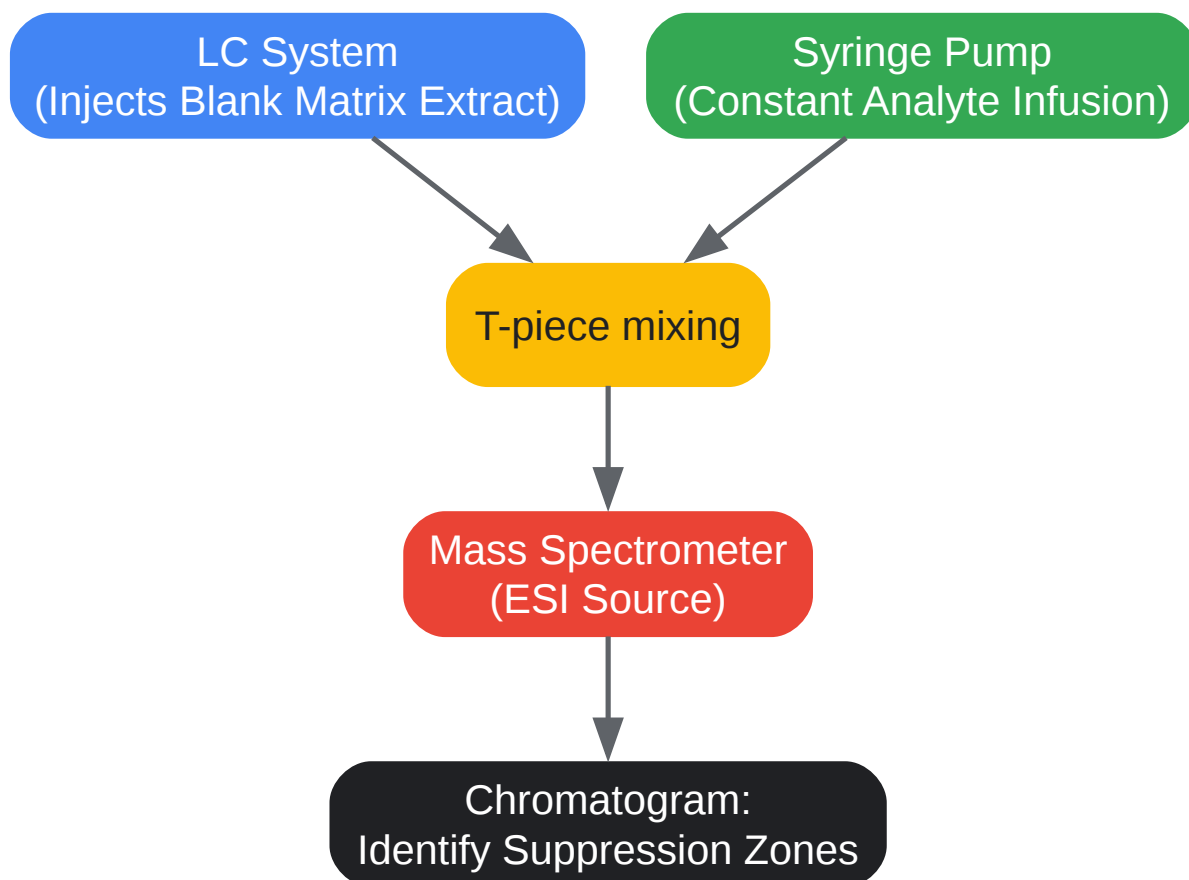 LC System
(Injects Blank Matrix Extract)
Syringe Pump
(Constant Analyte Infusion)
T-piece mixing
Mass Spectrometer
(ESI Source)
Chromatogram:
Identify Suppression Zones